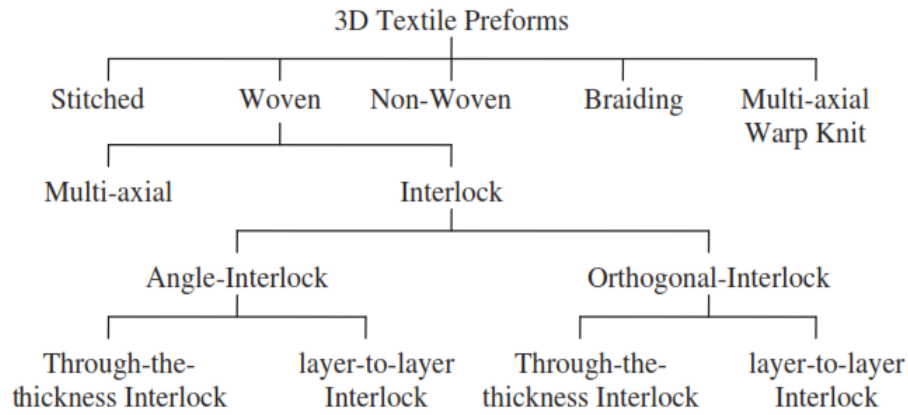 3D Textile Preforms
Stitched Woven Non-Woven Braiding Multi-axial
Warp Knit
Multi-axial Interlock
Angle-Interlock Orthogonal-Interlock
Through-the- layer-to-layer Through-the- layer-to-layer
thickness Interlock Interlock thickness Interlock Interlock